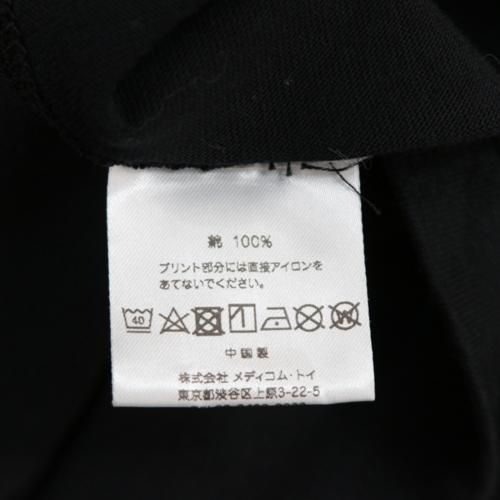 綿 100%
プリント部分には直接アイロンを
あてないでください。
40 W
中国製
株式会社 メディコム・トイ
東京都渋谷区上原3-22-5